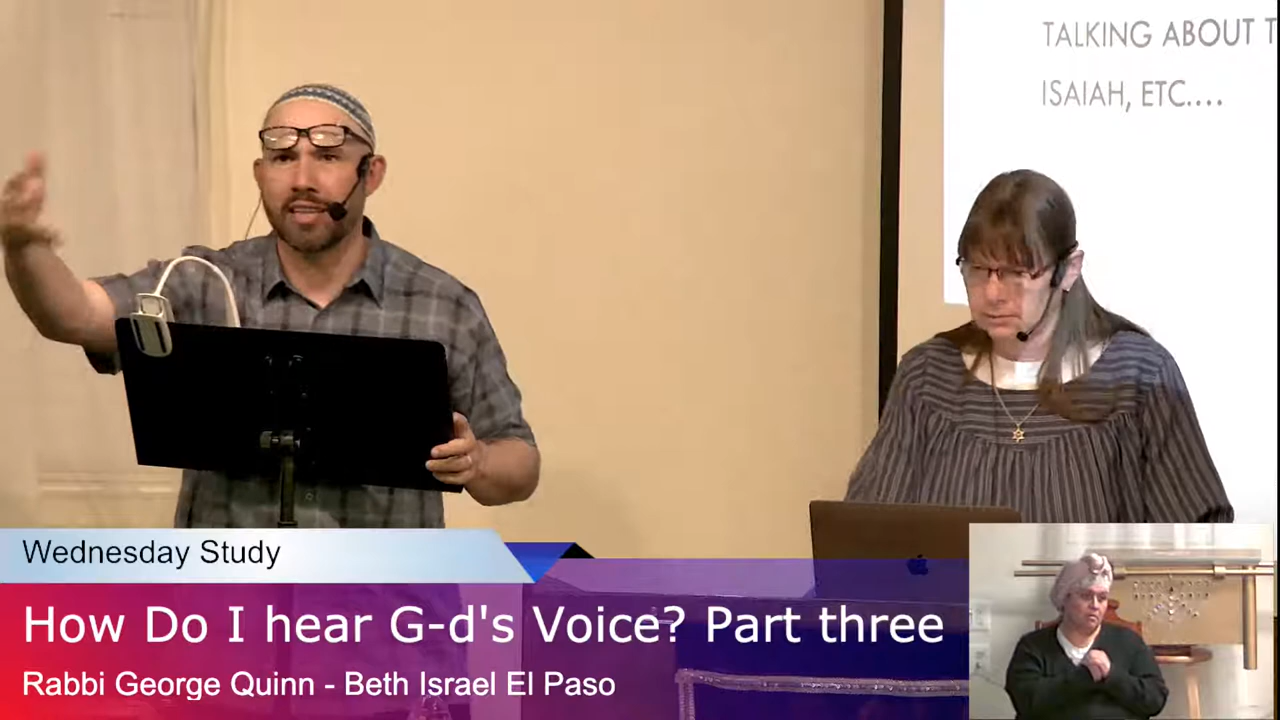 TALKING ABOUT
ISAIAH, ETC....
Wednesday Study
How Do I hear G-d's Voice? Part three
Rabbi George Quinn - Beth Israel El Paso